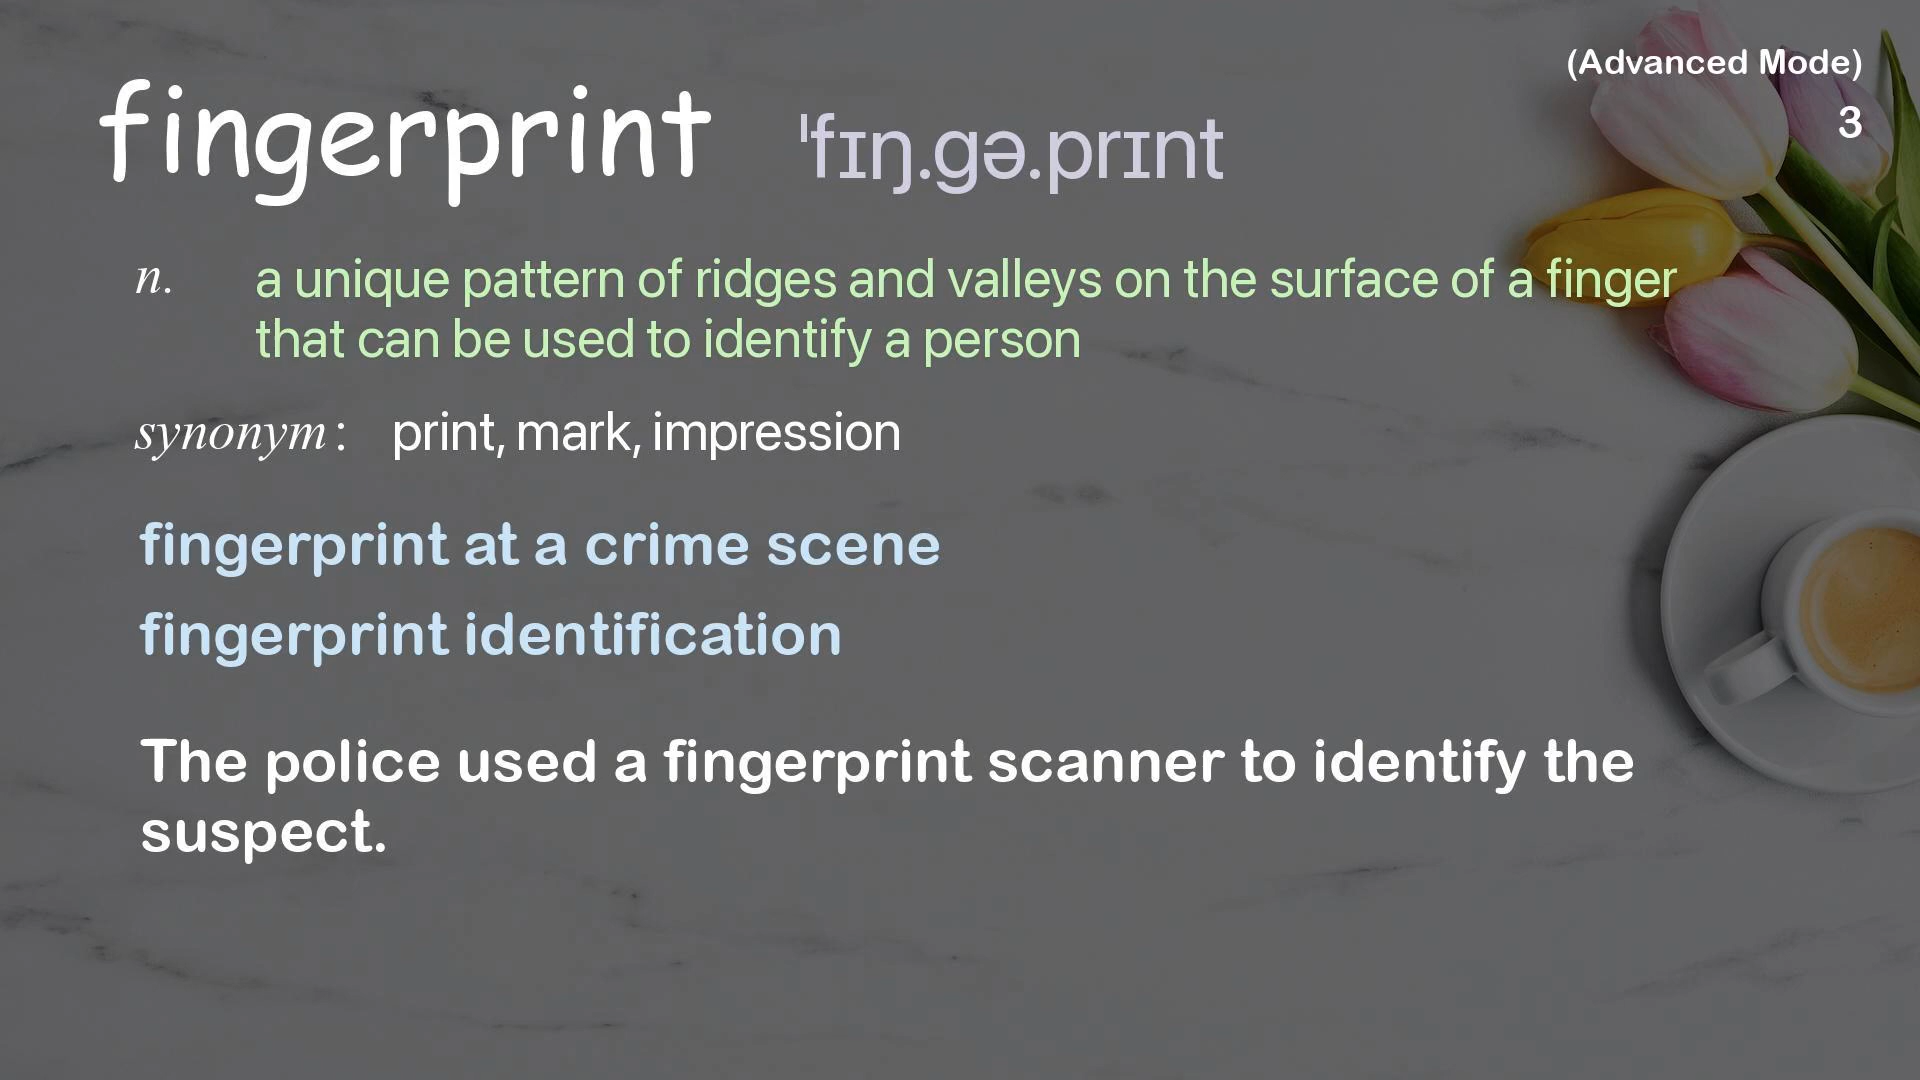 (Advanced Mode)
fingerprint ˈfɪŋ.gə.prɪnt
3
n. a unique pattern of ridges and valleys on the surface of a finger
that can be used to identify a person
synonym: print, mark, impression
fingerprint at a crime scene
fingerprint identification
The police used a fingerprint scanner to identify the
suspect.